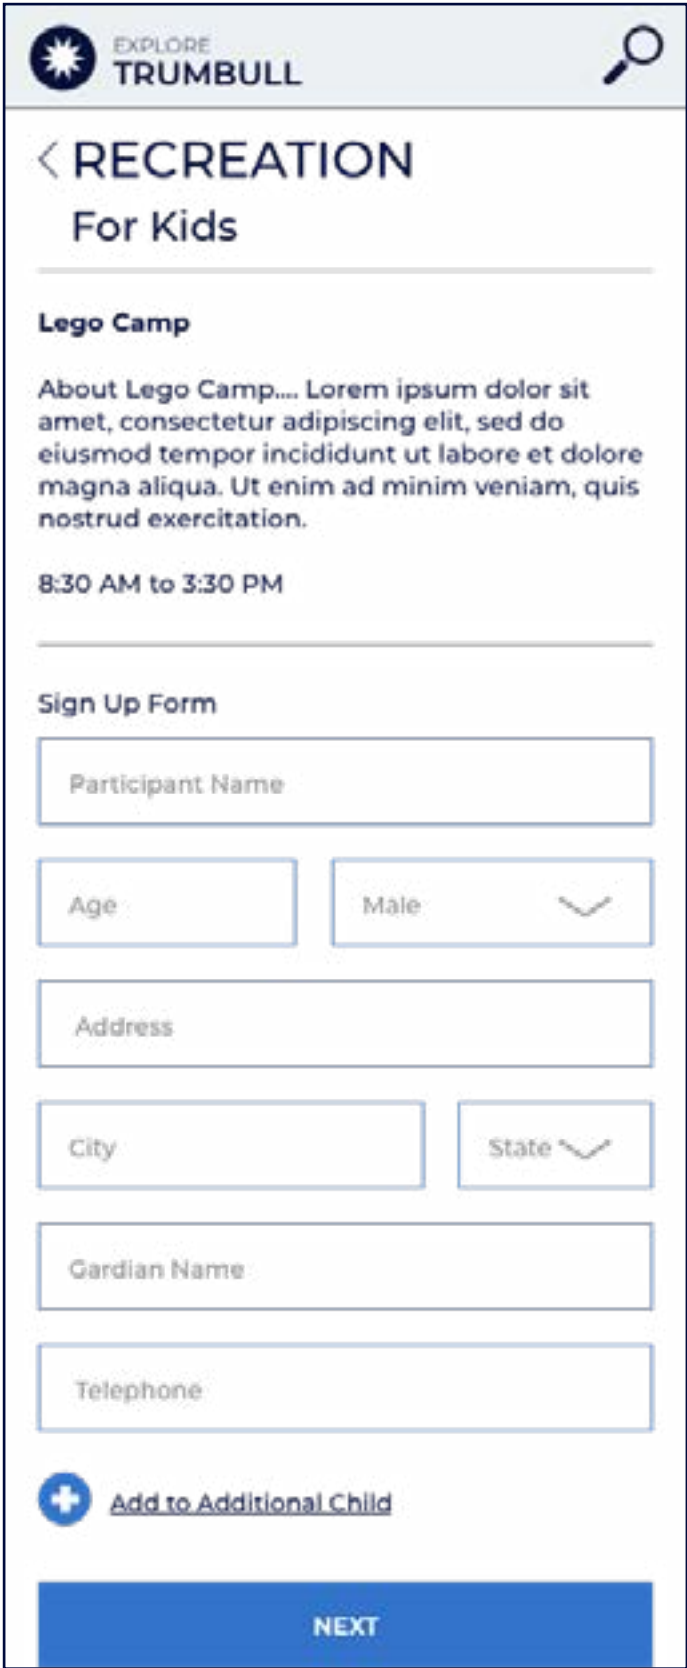 EXPLORE
TRUMBULL
RECREATION
For Kids
Lego Camp
About Lego Camp.... Lorem ipsum dolor sit
amet, consectetur adipiscing elit, sed do
eiusmod tempor incididunt ut labore et dolore
magna aliqua. Ut enim ad minim veniam, quis
nostrud exercitation.
8:30 AM to 3:30 PM
Sign Up Form
Participant Name
Age Male
Address
City State
Gardian Name
Telephone
Add to Additional Child
NEXT